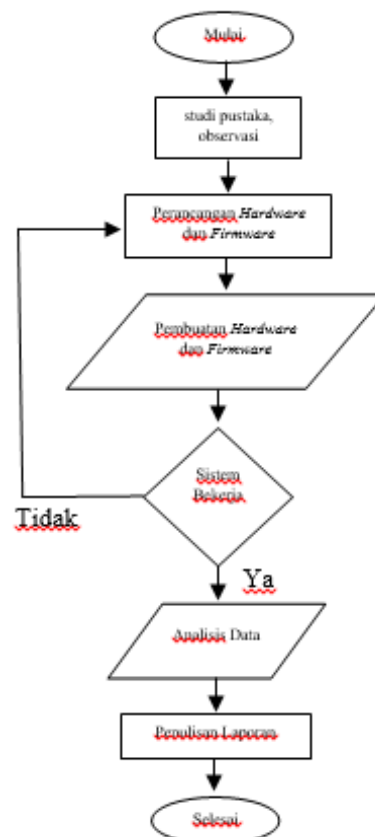 Mulai
studi pustaka,
observasi
Perancangan Hardware
dan Firmware
Pembuatan Hardware
dan Firmware
Sistem
Bekerja
Tidak
Ya
Analisis Data
Penulisan Laporan
Selesai